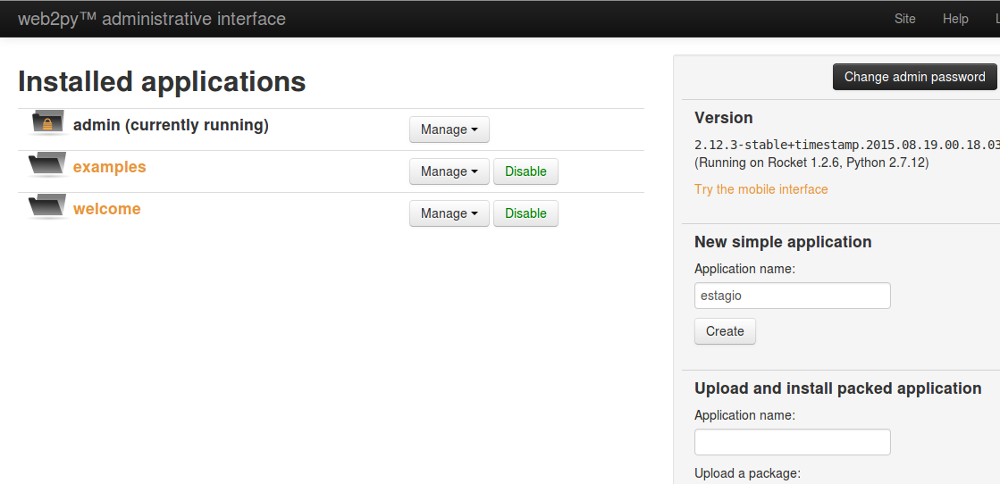 web2py™ administrative interface
Site Help
Installed applications
admin (currently running)
Manage
examples
Manage Disable
welcome
Manage Disable
Change admin password
Version
2.12.3-stable+timestamp.2015.08.19.00.18.03
(Running on Rocket 1.2.6, Python 2.7.12)
Try the mobile interface
New simple application
Application name:
estagio
Create
Upload and install packed application
Application name:
Upload a package: